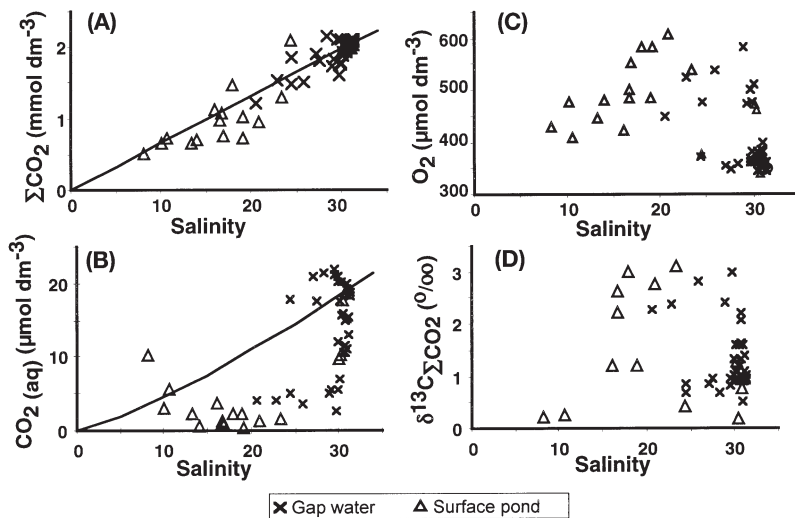 (A)
ΣCO₂ (mmol dm⁻³)
2
1
0
0 10 20 30
Salinity
(B)
CO₂ (aq) (μmol dm⁻³)
20
10
0
0 10 20 30
Salinity
(C)
O₂ (μmol dm⁻³)
600
500
400
300
0 10 20 30
Salinity
(D)
δ¹³C ΣCO2 (⁰/∞)
3
2
1
0
0 10 20 30
Salinity
× Gap water △ Surface pond